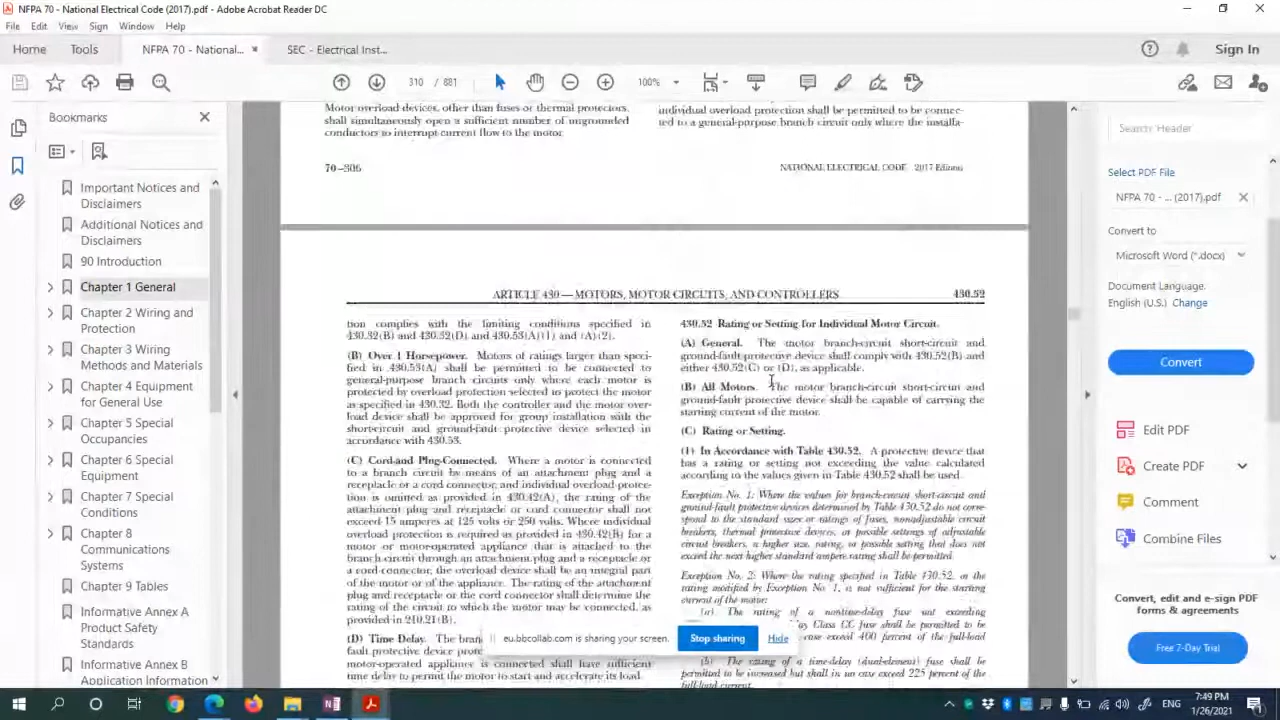 NFPA 70 - National Electrical Code (2017).pdf - Adobe Acrobat Reader DC
File Edit View Sign Window Help
Home Tools NFPA 70 - National... SEC - Electrical Inst... Sign In
310 / 881 100%
Bookmarks
Important Notices and
Disclaimers
Additional Notices and
Disclaimers
90 Introduction
Chapter 1 General
Chapter 2 Wiring and
Protection
Chapter 3 Wiring
Methods and Materials
Chapter 4 Equipment
for General Use
Chapter 5 Special
Occupancies
Chapter 6 Special
Equipment
Chapter 7 Special
Conditions
Chapter 8
Communications
Systems
Chapter 9 Tables
Informative Annex A
Product Safety
Standards
Informative Annex B
Application Information
Motor overload devices, other than fuses or thermal protectors,
shall simultaneously open a sufficient number of ungrounded
conductors to interrupt current flow to the motor.
individual overload protection shall be permitted to be connec-
ted to a general-purpose branch circuit only where the installa-
70–306
NATIONAL ELECTRICAL CODE 2017 Edition
ARTICLE 430 — MOTORS, MOTOR CIRCUITS, AND CONTROLLERS 430.52
tion complies with the limiting conditions specified in
430.32(B) and 430.32(D) and 430.53(A)(1) and (A)(2).
(B) Over 1 Horsepower. Motors of ratings larger than speci-
fied in 430.53(A) shall be permitted to be connected to
general-purpose branch circuits only where each motor is
protected by overload protection selected to protect the motor
as specified in 430.32. Both the controller and the motor over-
load device shall be approved for group installation with the
short-circuit and ground-fault protective device selected in
accordance with 430.53.
(C) Cord-and Plug-Connected. Where a motor is connected
to a branch circuit by means of an attachment plug and a
receptacle or a cord connector, and individual overload protec-
tion is omitted as provided in 430.42(A), the rating of the
attachment plug and receptacle or cord connector shall not
exceed 15 amperes at 125 volts or 250 volts. Where individual
overload protection is required as provided in 430.42(B) for a
motor or motor-operated appliance that is attached to the
branch circuit through an attachment plug and a receptacle or
a cord connector, the overload device shall be an integral part
of the motor or of the appliance. The rating of the attachment
plug and receptacle or the cord connector shall determine the
rating of the circuit to which the motor may be connected, as
provided in 210.21(B).
(D) Time Delay. The bran
fault protective device prote
motor-operated appliance is connected shall have sufficient
time delay to permit the motor to start and accelerate its load.
430.52 Rating or Setting for Individual Motor Circuit.
(A) General. The motor branch-circuit short-circuit and
ground-fault protective device shall comply with 430.52(B) and
either 430.52(C) or (D), as applicable.
(B) All Motors. The motor branch-circuit short-circuit and
ground-fault protective device shall be capable of carrying the
starting current of the motor.
(C) Rating or Setting.
(1) In Accordance with Table 430.52. A protective device that
has a rating or setting not exceeding the value calculated
according to the values given in Table 430.52 shall be used.
Exception No. 1: Where the values for branch-circuit short-circuit and
ground-fault protective devices determined by Table 430.52 do not corre-
spond to the standard sizes or ratings of fuses, nonadjustable circuit
breakers, thermal protective devices, or possible settings of adjustable
circuit breakers, a higher size, rating, or possible setting that does not
exceed the next higher standard ampere rating shall be permitted.
Exception No. 2: Where the rating specified in Table 430.52, or the
rating modified by Exception No. 1, is not sufficient for the starting
current of the motor:
(a) The rating of a nontime-delay fuse not exceeding
lay Class CC fuse shall be permitted to be
case exceed 400 percent of the full-load
(b) The rating of a time-delay (dual-element) fuse shall be
permitted to be increased but shall in no case exceed 225 percent of the
full-load current.
eu.bbcollab.com is sharing your screen. Stop sharing Hide
Search 'Header'
Select PDF File
NFPA 70 - ... (2017).pdf
Convert to
Microsoft Word (*.docx)
Document Language:
English (U.S.) Change
Convert
Edit PDF
Create PDF
Comment
Combine Files
Convert, edit and e-sign PDF
forms & agreements
Free 7-Day Trial
ENG
7:49 PM
1/26/2021